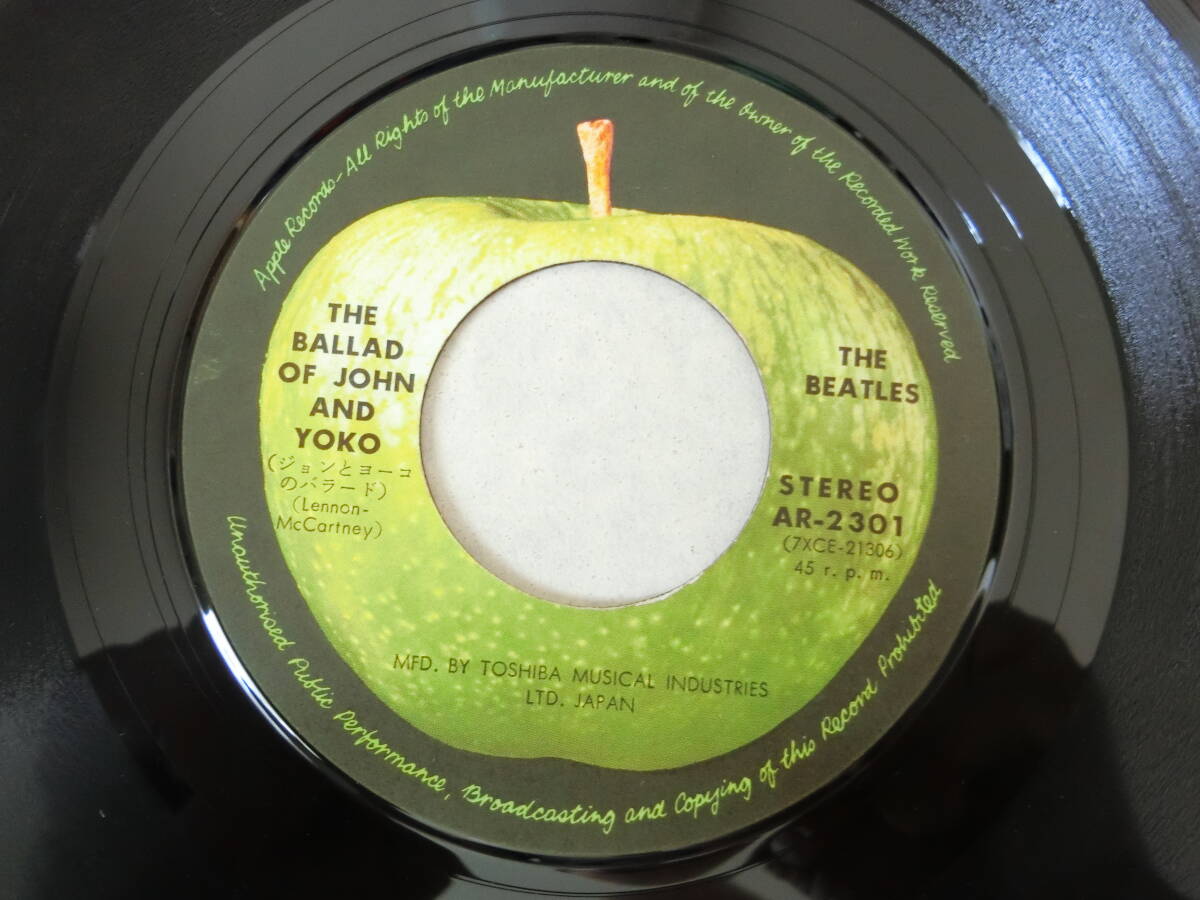 Apple Records-All Rights of the Manufacturer and of the Owner of the Recorded Work Reserved
THE
BALLAD
OF JOHN
AND
YOKO
(ジョンとヨーコ
のバラード)
(Lennon-
McCartney)
THE
BEATLES
STEREO
AR-2301
(7XCE-21306)
45 r. p. m.
MFD. BY TOSHIBA MUSICAL INDUSTRIES
LTD. JAPAN
Unauthorised Public Performance, Broadcasting and Copying of this Record Prohibited